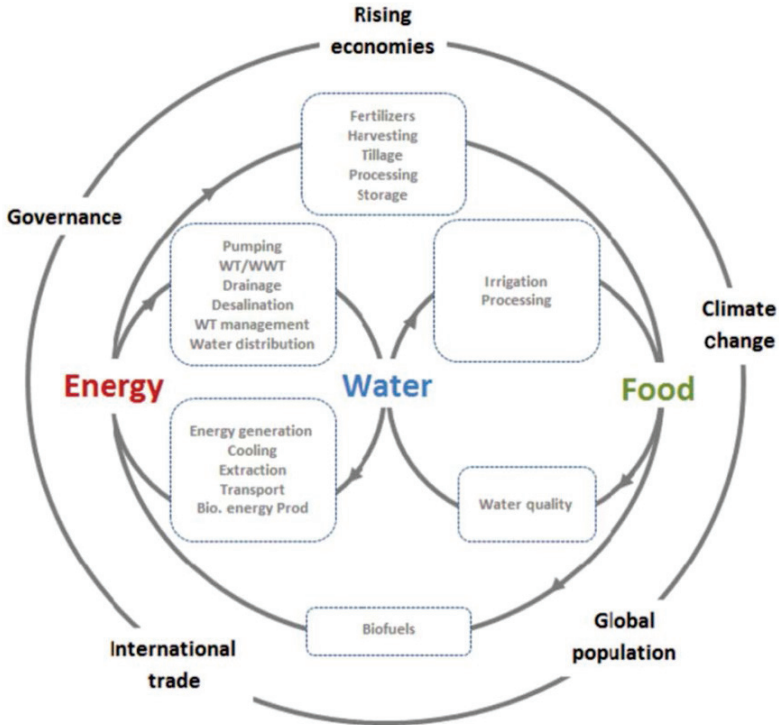 Rising
economies
Fertilizers
Harvesting
Tillage
Processing
Storage
Governance
Pumping
WT/WWT
Drainage
Desalination
WT management
Water distribution
Irrigation
Processing
Climate
change
Energy
Water
Food
Energy generation
Cooling
Extraction
Transport
Bio. energy Prod
Water quality
Biofuels
International
trade
Global
population